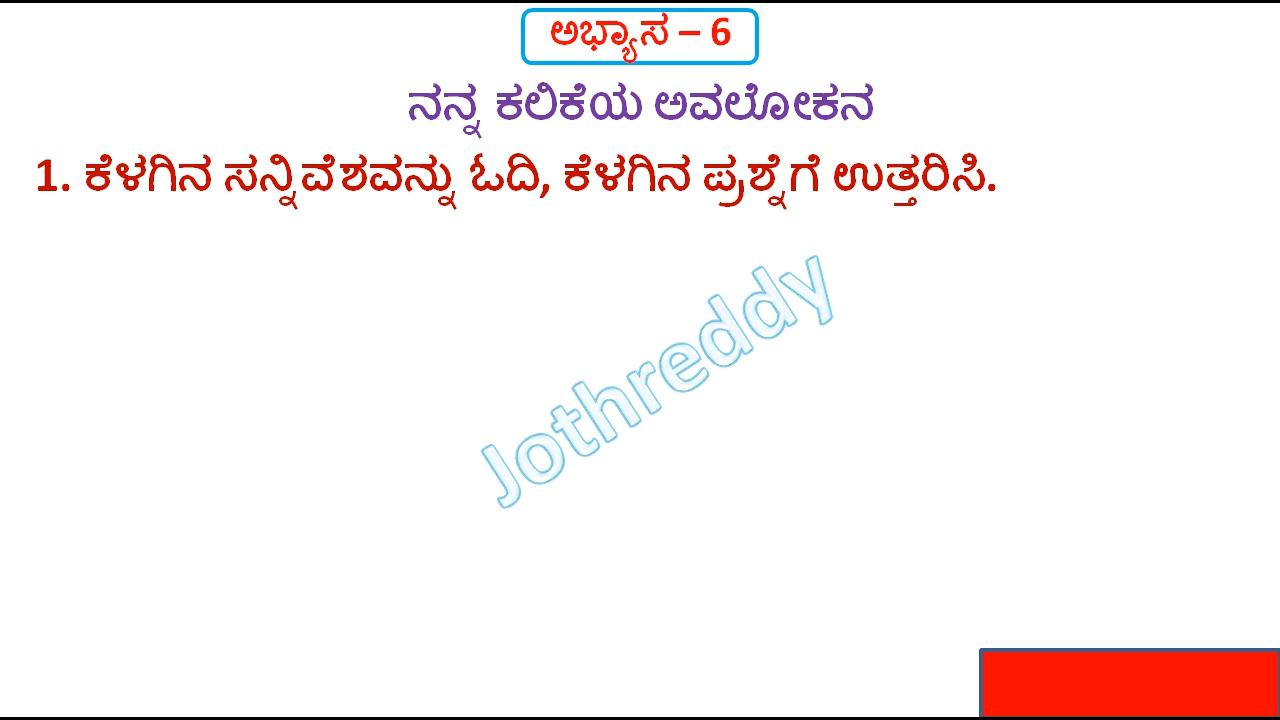 ಅಭ್ಯಾಸ – 6
ನನ್ನ ಕಲಿಕೆಯ ಅವಲೋಕನ
1. ಕೆಳಗಿನ ಸನ್ನಿವೆಶವನ್ನು ಓದಿ, ಕೆಳಗಿನ ಪ್ರಶ್ನೆಗೆ ಉತ್ತರಿಸಿ.
Jothreddy